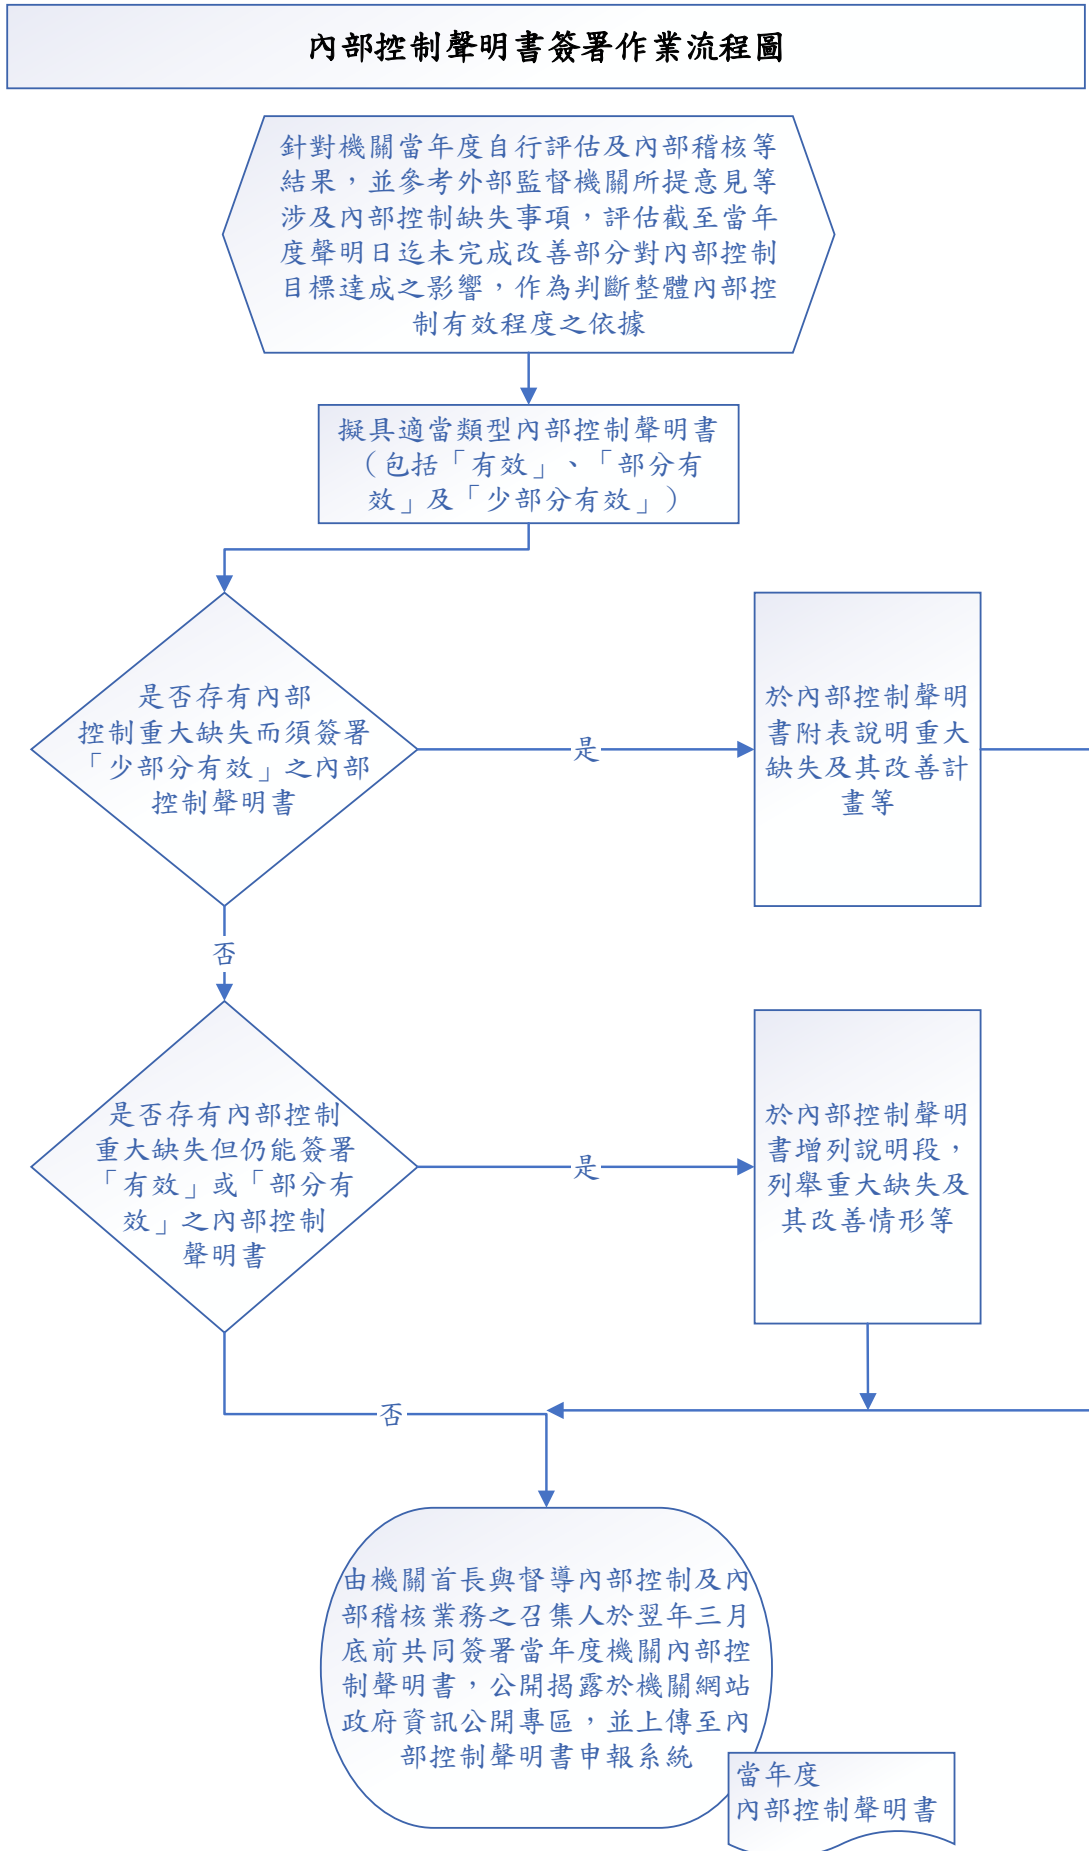 內部控制聲明書簽署作業流程圖
針對機關當年度自行評估及內部稽核等
結果，並參考外部監督機關所提意見等
涉及內部控制缺失事項，評估截至當年
度聲明日迄未完成改善部分對內部控制
目標達成之影響，作為判斷整體內部控
制有效程度之依據
擬具適當類型內部控制聲明書
（包括「有效」、「部分有
效」及「少部分有效」）
是否存有內部
控制重大缺失而須簽署
「少部分有效」之內部
控制聲明書
是
於內部控制聲明
書附表說明重大
缺失及其改善計
畫等
否
是否存有內部控制
重大缺失但仍能簽署
「有效」或「部分有
效」之內部控制
聲明書
是
於內部控制聲明
書增列說明段，
列舉重大缺失及
其改善情形等
否
由機關首長與督導內部控制及內
部稽核業務之召集人於翌年三月
底前共同簽署當年度機關內部控
制聲明書，公開揭露於機關網站
政府資訊公開專區，並上傳至內
部控制聲明書申報系統
當年度
內部控制聲明書